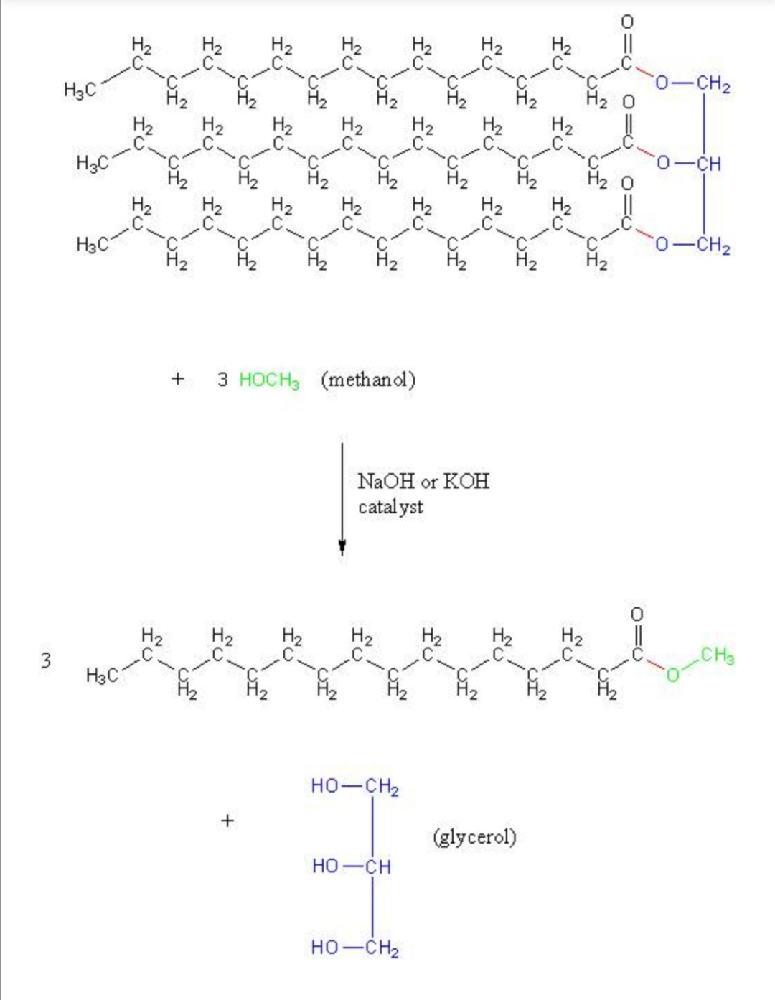 O
H₂ H₂ H₂ H₂ H₂ H₂ H₂
C C C C C C C C
H₃C C C C C C C C O—CH₂
H₂ H₂ H₂ H₂ H₂ H₂ H₂
O
H₂ H₂ H₂ H₂ H₂ H₂ H₂
C C C C C C C C
H₃C C C C C C C C O—CH
H₂ H₂ H₂ H₂ H₂ H₂ H₂
O
H₂ H₂ H₂ H₂ H₂ H₂ H₂
C C C C C C C C
H₃C C C C C C C C O—CH₂
H₂ H₂ H₂ H₂ H₂ H₂ H₂
+ 3 HOCH₃ (methanol)
NaOH or KOH
catalyst
O
H₂ H₂ H₂ H₂ H₂ H₂ H₂
3 C C C C C C C C CH₃
H₃C C C C C C C C O
H₂ H₂ H₂ H₂ H₂ H₂ H₂
HO—CH₂
+ (glycerol)
HO—CH
HO—CH₂